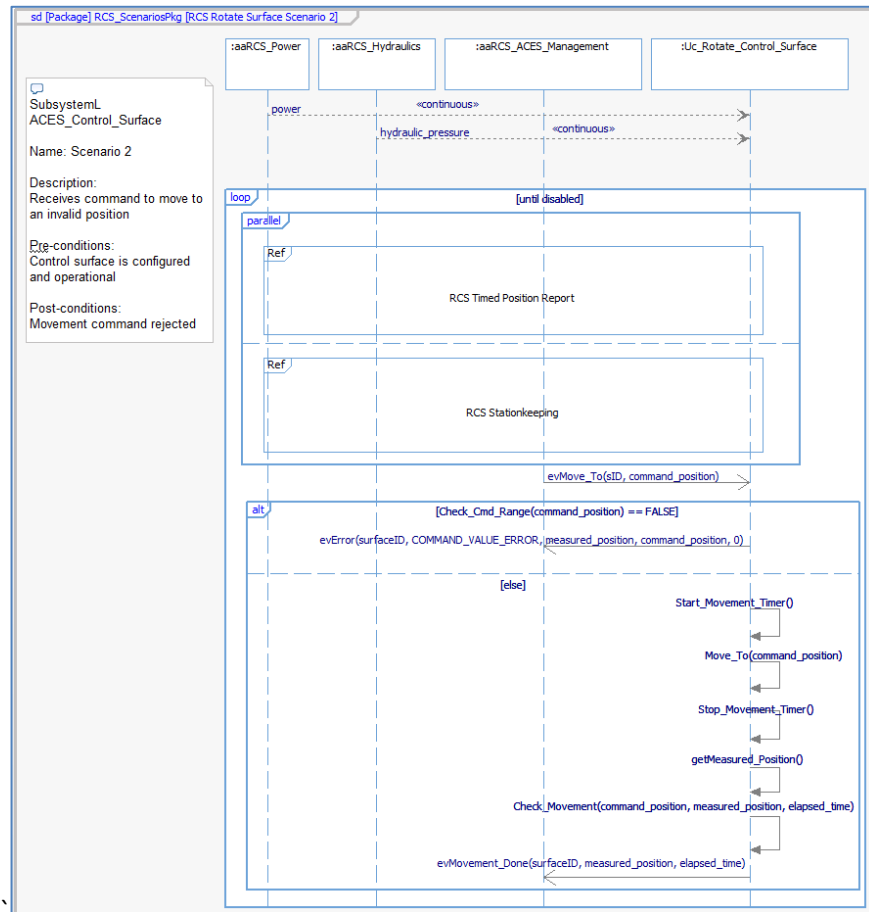 sd [Package] RCS_ScenariosPkg [RCS Rotate Surface Scenario 2]
:aaRCS_Power
:aaRCS_Hydraulics
:aaRCS_ACES_Management
:Uc_Rotate_Control_Surface
SubsystemL
ACES_Control_Surface
Name: Scenario 2
Description:
Receives command to move to
an invalid position
Pre-conditions:
Control surface is configured
and operational
Post-conditions:
Movement command rejected
power
«continuous»
hydraulic_pressure
«continuous»
loop
[until disabled]
parallel
Ref
RCS Timed Position Report
Ref
RCS Stationkeeping
evMove_To(sID, command_position)
alt
[Check_Cmd_Range(command_position) == FALSE]
evError(surfaceID, COMMAND_VALUE_ERROR, measured_position, command_position, 0)
[else]
Start_Movement_Timer()
Move_To(command_position)
Stop_Movement_Timer()
getMeasured_Position()
Check_Movement(command_position, measured_position, elapsed_time)
evMovement_Done(surfaceID, measured_position, elapsed_time)
`